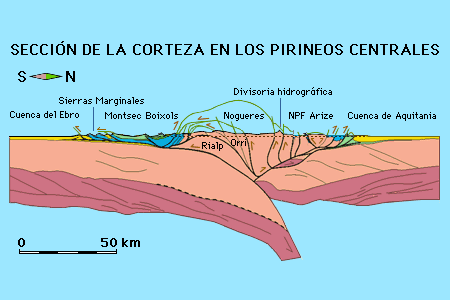 SECCIÓN DE LA CORTEZA EN LOS PIRINEOS CENTRALES
S N
Divisoria hidrográfica
Sierras Marginales
Cuenca del Ebro Montsec Boixols Nogueres NPF Arize Cuenca de Aquitania
Orri
Rialp
0 50 km